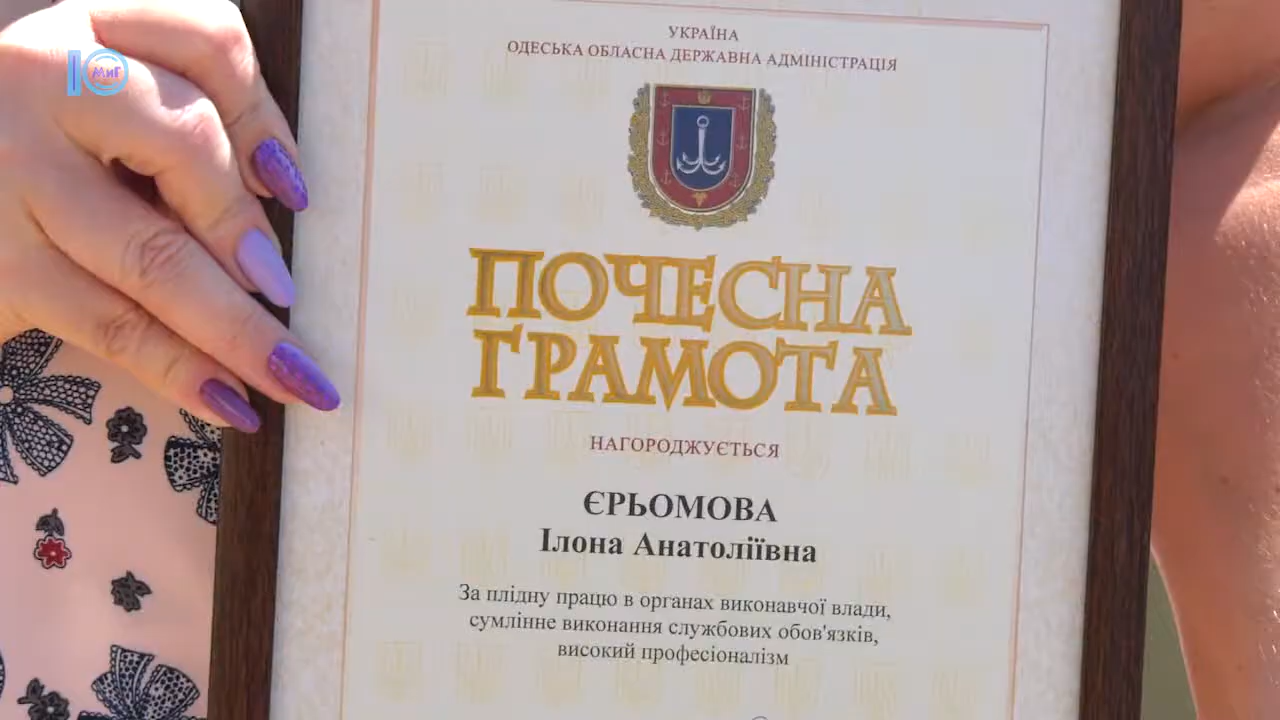 МиГ
УКРАЇНА
ОДЕСЬКА ОБЛАСНА ДЕРЖАВНА АДМІНІСТРАЦІЯ
ПОЧЕСНА
ГРАМОТА
НАГОРОДЖУЄТЬСЯ
ЄРЬОМОВА
Ілона Анатоліївна
За плідну працю в органах виконавчої влади,
сумлінне виконання службових обов'язків,
високий професіоналізм